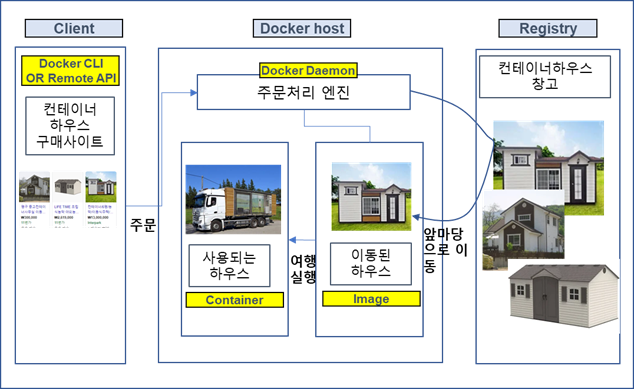 Client
Docker host
Registry
Docker CLI
OR Remote API
컨테이너
하우스
구매사이트
주문
Docker Daemon
주문처리 엔진
사용되는
하우스
Container
여행
실행
이동된
하우스
Image
앞마당
으로 이
동
컨테이너하우스
창고